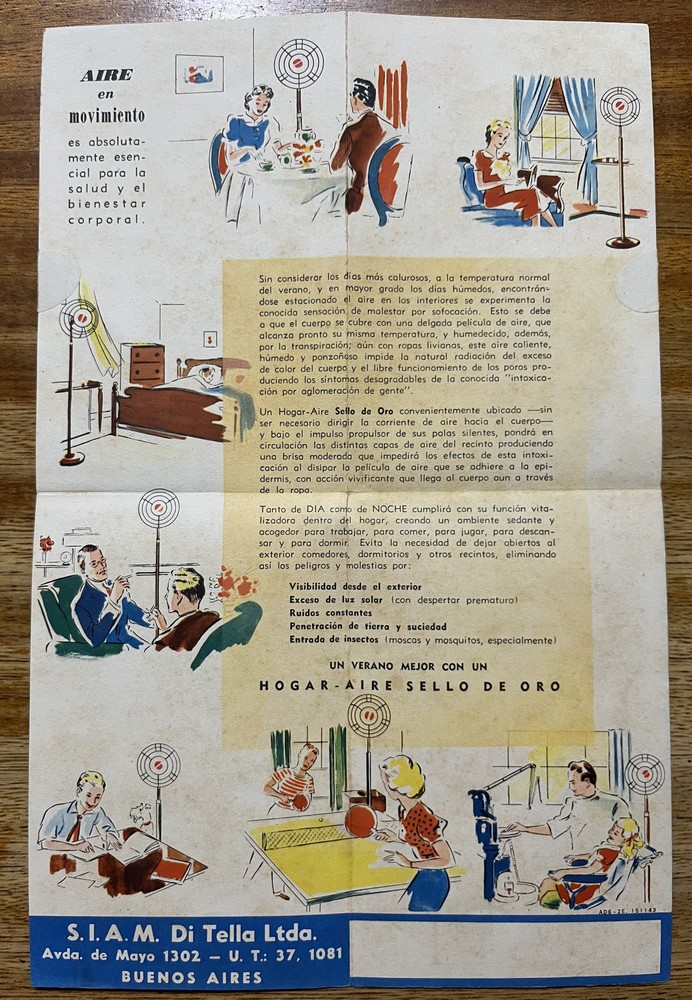 AIRE
en
movimiento
es absoluta-
mente esen-
cial para la
salud y el
bienestar
corporal.
Sin considerar los días más calurosos, a la temperatura normal
del verano, y en mayor grado los días húmedos, encontrán-
dose estacionado el aire en los interiores se experimenta la
conocida sensación de malestar por sofocación. Esto se debe
a que el cuerpo se cubre con una delgada película de aire, que
alcanza pronto su misma temperatura, y humedecido, además,
por la transpiración; aún con ropas livianas, este aire caliente,
húmedo y ponzoñoso impide la natural radiación del exceso
de calor del cuerpo y el libre funcionamiento de los poros pro-
duciendo los síntomas desagradables de la conocida "intoxica-
ción por aglomeración de gente".
Un Hogar-Aire Sello de Oro convenientemente ubicado —sin
ser necesario dirigir la corriente de aire hacia el cuerpo—
y bajo el impulso propulsor de sus palas silentes, pondrá en
circulación las distintas capas de aire del recinto produciendo
una brisa moderada que impedirá los efectos de esta intoxi-
cación al disipar la película de aire que se adhiere a la epi-
dermis, con acción vivificante que llega al cuerpo aun a través
de la ropa.
Tanto de DIA como de NOCHE cumplirá con su función vita-
lizadora dentro del hogar, creando un ambiente sedante y
acogedor para trabajar, para comer, para jugar, para descan-
sar y para dormir. Evita la necesidad de dejar abiertos al
exterior comedores, dormitorios y otros recintos, eliminando
así los peligros y molestias por:
Visibilidad desde el exterior
Exceso de luz solar (con despertar prematuro)
Ruidos constantes
Penetración de tierra y suciedad
Entrada de insectos (moscas y mosquitos, especialmente)
UN VERANO MEJOR CON UN
HOGAR-AIRE SELLO DE ORO
ADG-2E. 151143
S.I.A.M. Di Tella Ltda.
Avda. de Mayo 1302 — U. T.: 37, 1081
BUENOS AIRES